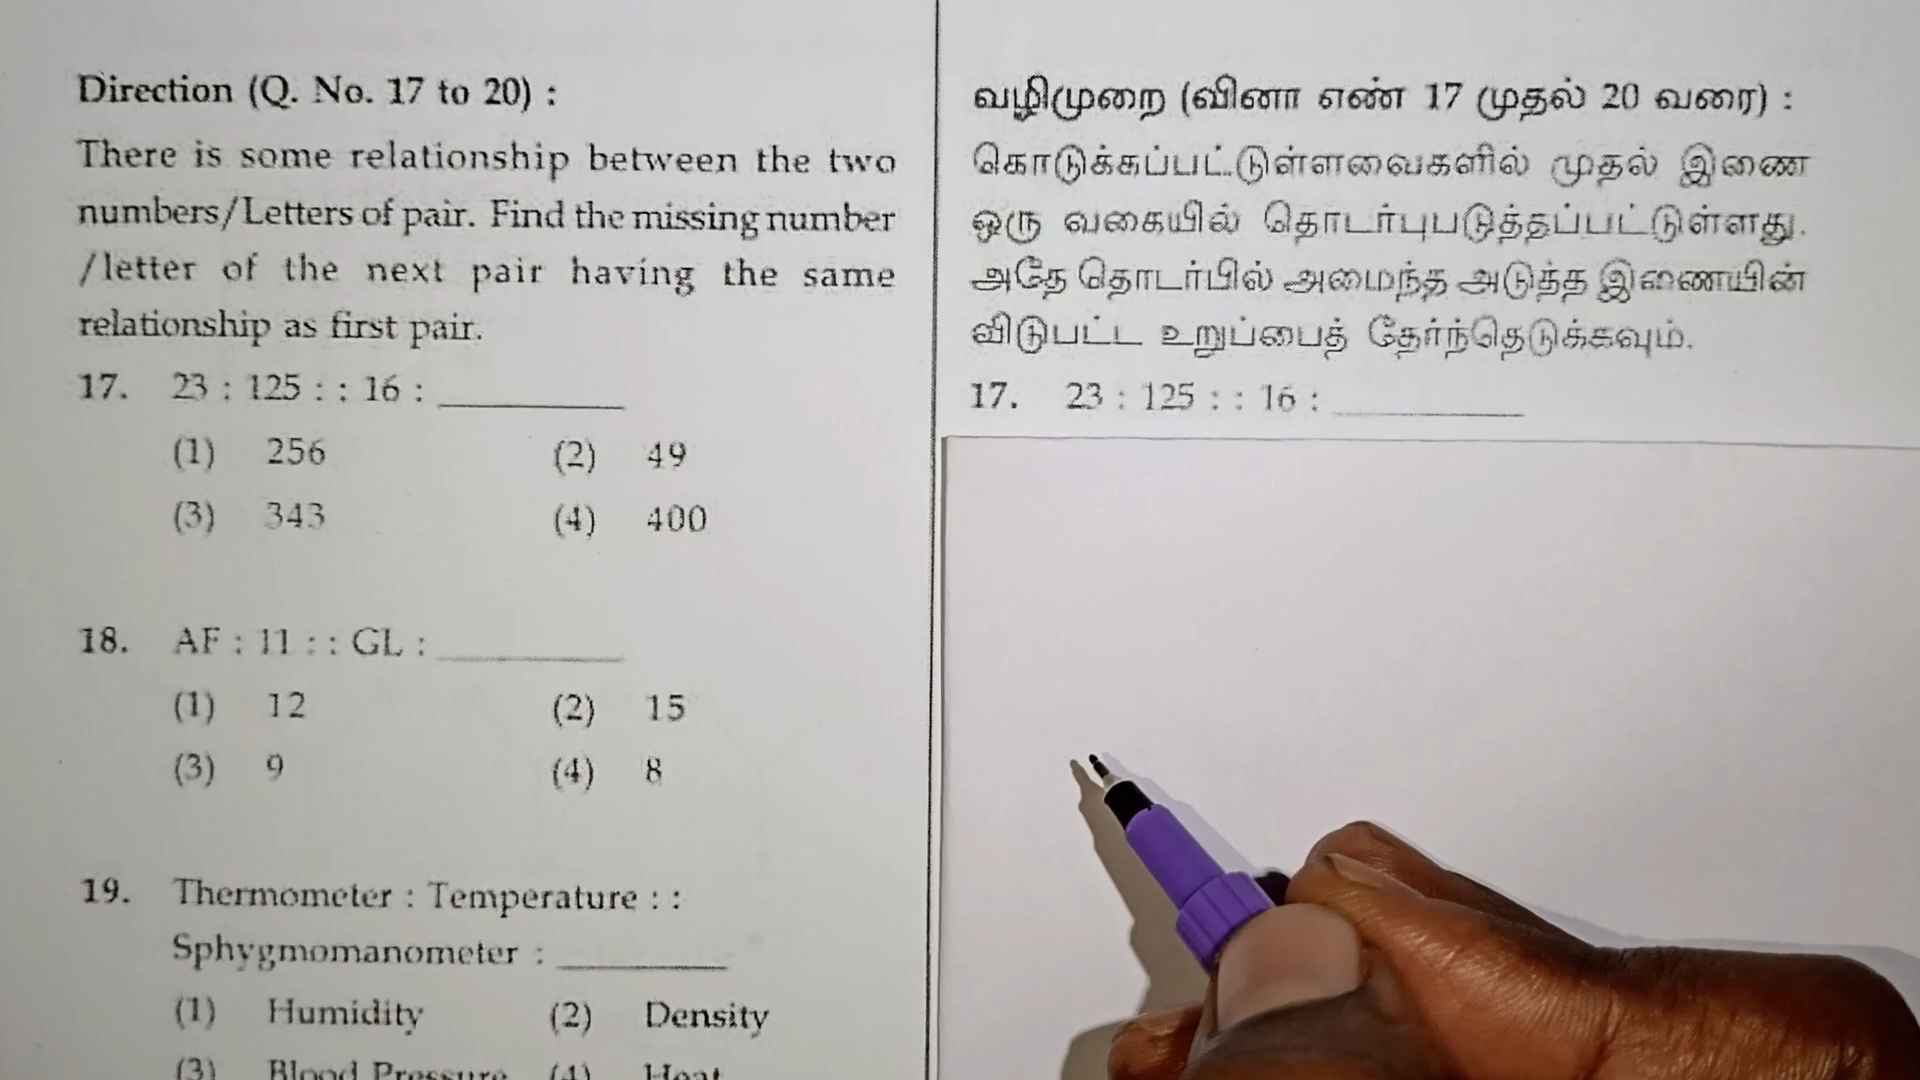 Direction (Q. No. 17 to 20) :
There is some relationship between the two
numbers/Letters of pair. Find the missing number
/letter of the next pair having the same
relationship as first pair.
17. 23 : 125 : : 16 : ________
(1) 256 (2) 49
(3) 343 (4) 400
18. AF : 11 : : GL : ________
(1) 12 (2) 15
(3) 9 (4) 8
19. Thermometer : Temperature : :
Sphygmomanometer : ________
(1) Humidity (2) Density
(3) Blood Pressure (4) Heat
வழிமுறை (வினா எண் 17 முதல் 20 வரை) :
கொடுக்கப்பட்டுள்ளவைகளில் முதல் இணை
ஒரு வகையில் தொடர்புபடுத்தப்பட்டுள்ளது.
அதே தொடர்பில் அமைந்த அடுத்த இணையின்
விடுபட்ட உறுப்பைத் தேர்ந்தெடுக்கவும்.
17. 23 : 125 : : 16 : ________